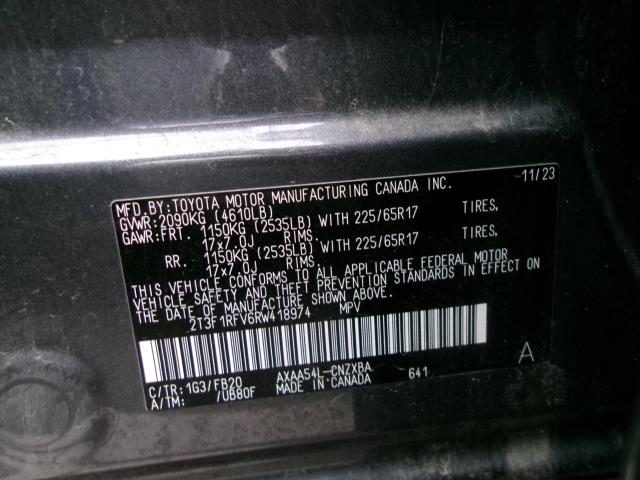 MFD.BY:TOYOTA MOTOR MANUFACTURING CANADA INC. 11/23
GVWR:2090KG (4610LB)
GAWR:FRT. 1150KG (2535LB) WITH 225/65R17 TIRES,
17x7.0J RIMS.
RR. 1150KG (2535LB) WITH 225/65R17 TIRES,
17x7.0J RIMS.
THIS VEHICLE CONFORMS TO ALL APPLICABLE FEDERAL MOTOR
VEHICLE SAFETY AND THEFT PREVENTION STANDARDS IN EFFECT ON
THE DATE OF MANUFACTURE SHOWN ABOVE.
2T3F1RFV6RW418974 MPV
C/TR:1G3/FB20 AXAA54L-CNZXBA 641 A
A/TM: /UB80F MADE IN CANADA